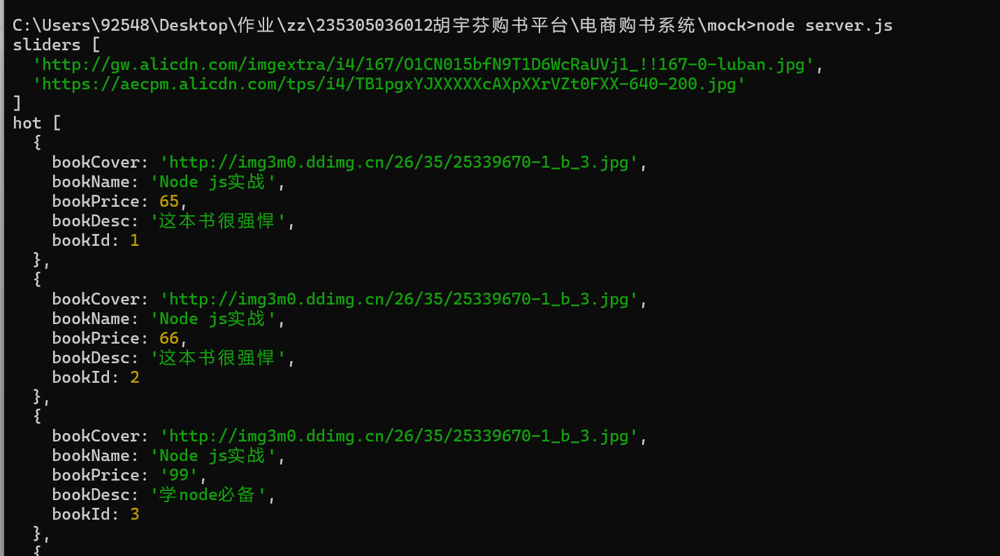 C:\Users\92548\Desktop\作业\zz\235305036012胡宇芬购书平台\电商购书系统\mock>node server.js
sliders [
  'http://gw.alicdn.com/imgextra/i4/167/O1CN015bfN9T1D6WcRaUVj1_!!167-0-luban.jpg',
  'https://aecpm.alicdn.com/tps/i4/TB1pgxYJXXXXXcAXpXXrVZt0FXX-640-200.jpg'
]
hot [
  {
    bookCover: 'http://img3m0.ddimg.cn/26/35/25339670-1_b_3.jpg',
    bookName: 'Node js实战',
    bookPrice: 65,
    bookDesc: '这本书很强悍',
    bookId: 1
  },
  {
    bookCover: 'http://img3m0.ddimg.cn/26/35/25339670-1_b_3.jpg',
    bookName: 'Node js实战',
    bookPrice: 66,
    bookDesc: '这本书很强悍',
    bookId: 2
  },
  {
    bookCover: 'http://img3m0.ddimg.cn/26/35/25339670-1_b_3.jpg',
    bookName: 'Node js实战',
    bookPrice: '99',
    bookDesc: '学node必备',
    bookId: 3
  },
  {